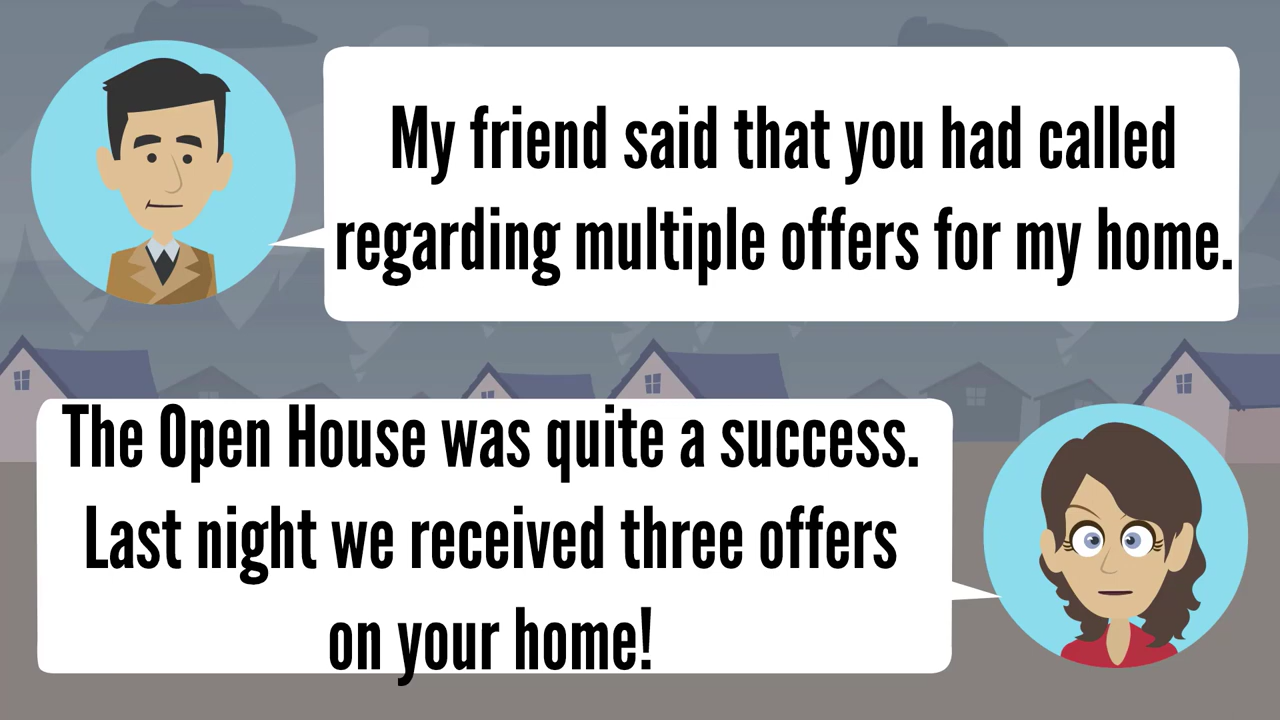 My friend said that you had called
regarding multiple offers for my home.
The Open House was quite a success.
Last night we received three offers
on your home!